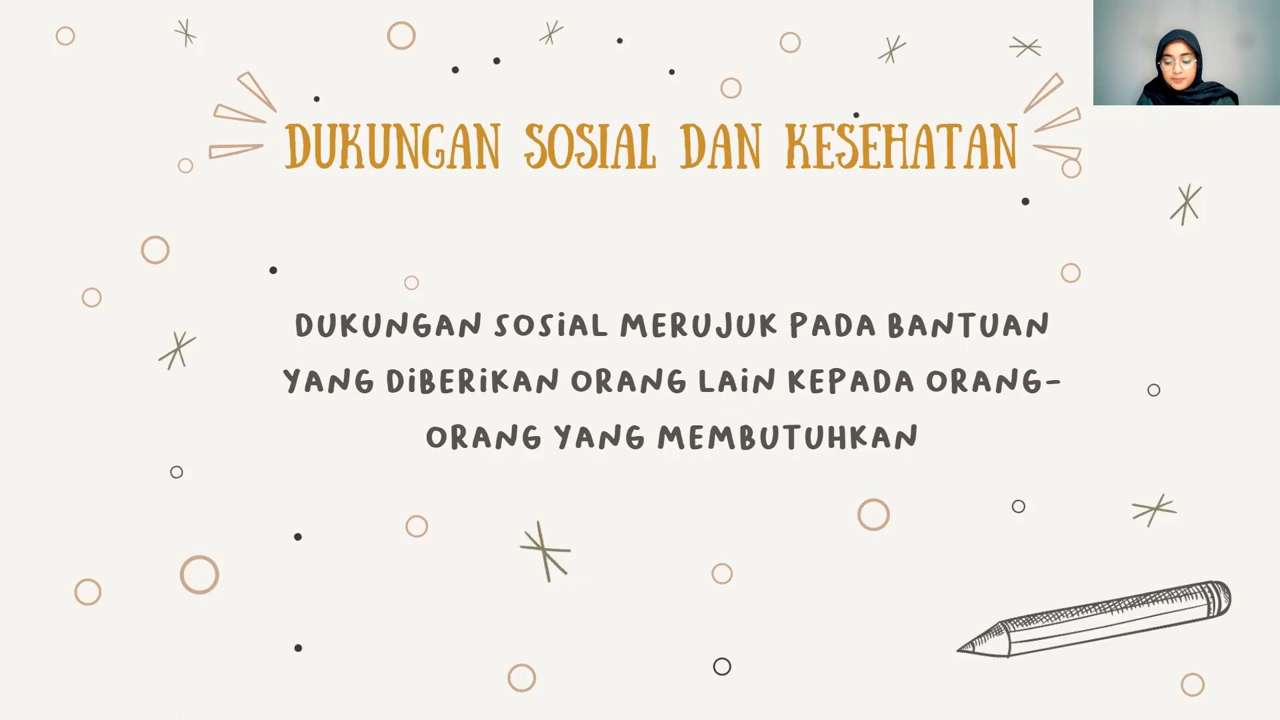 DUKUNGAN SOSIAL DAN KESEHATAN
DUKUNGAN SOSIAL MERUJUK PADA BANTUAN
YANG DIBERIKAN ORANG LAIN KEPADA ORANG-
ORANG YANG MEMBUTUHKAN